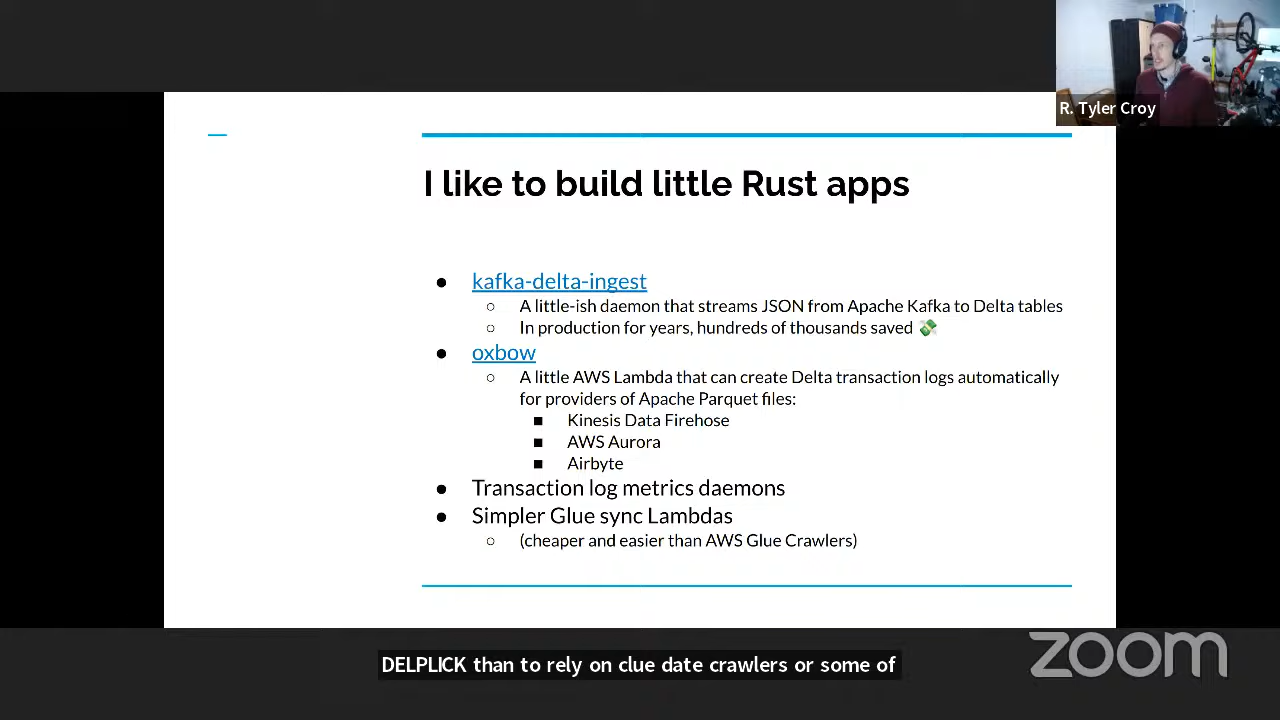 R. Tyler Croy
I like to build little Rust apps
● kafka-delta-ingest
○ A little-ish daemon that streams JSON from Apache Kafka to Delta tables
○ In production for years, hundreds of thousands saved 💸
● oxbow
○ A little AWS Lambda that can create Delta transaction logs automatically
for providers of Apache Parquet files:
■ Kinesis Data Firehose
■ AWS Aurora
■ Airbyte
● Transaction log metrics daemons
● Simpler Glue sync Lambdas
○ (cheaper and easier than AWS Glue Crawlers)
DELPLICK than to rely on clue date crawlers or some of
zoom